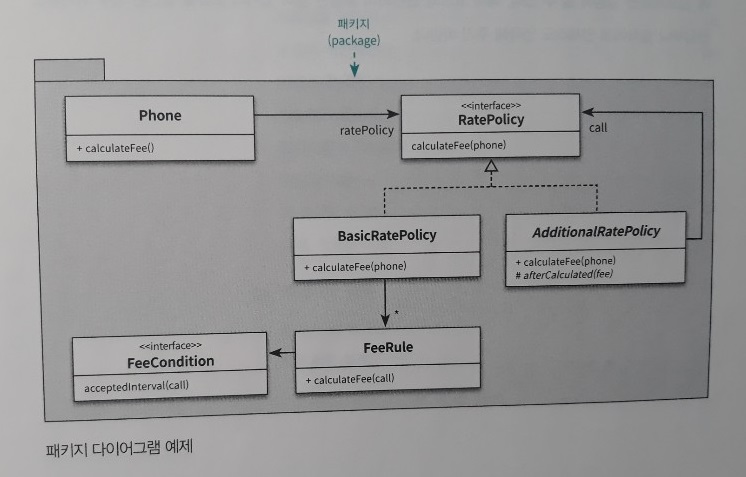 패키지
(package)
Phone
+ calculateFee()
ratePolicy
<<interface>>
RatePolicy
calculateFee(phone)
call
BasicRatePolicy
+ calculateFee(phone)
AdditionalRatePolicy
+ calculateFee(phone)
# afterCalculated(fee)
*
<<interface>>
FeeCondition
acceptedInterval(call)
FeeRule
+ calculateFee(call)
패키지 다이어그램 예제